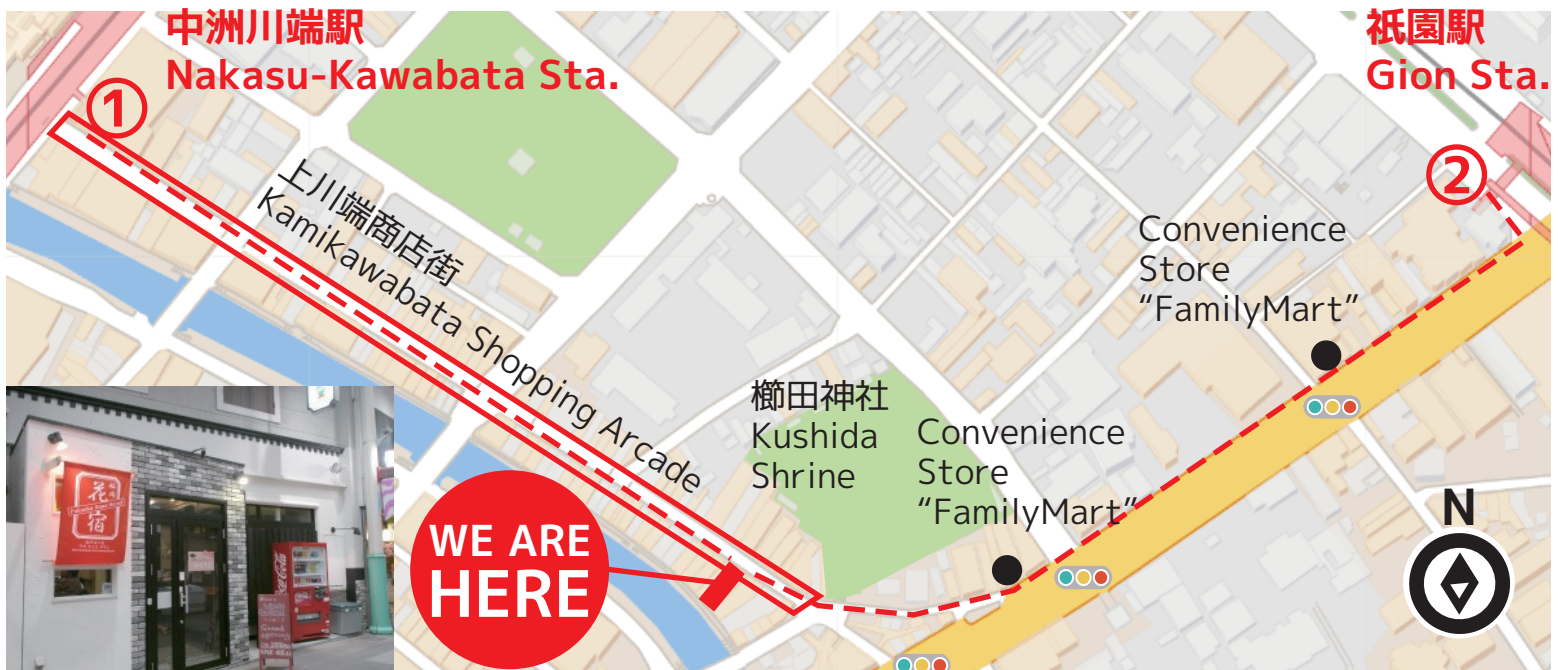 中洲川端駅
Nakasu-Kawabata Sta.
①
祇園駅
Gion Sta.
②
上川端商店街
Kamikawabata Shopping Arcade
Convenience
Store
“FamilyMart”
櫛田神社
Kushida
Shrine
Convenience
Store
“FamilyMart”
WE ARE
HERE
N
花
宿
Coca-Cola